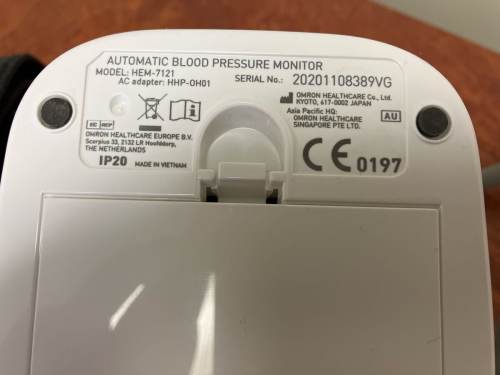 AUTOMATIC BLOOD PRESSURE MONITOR
MODEL: HEM-7121
AC adapter: HHP-OH01
SERIAL No.: 20201108389VG
OMRON HEALTHCARE Co., Ltd.
KYOTO, 617-0002 JAPAN
Asia Pacific HQ:
OMRON HEALTHCARE
SINGAPORE PTE LTD.
AU
EC REP
OMRON HEALTHCARE EUROPE B.V.
Scorpius 33, 2132 LR Hoofddorp,
THE NETHERLANDS
IP20 MADE IN VIETNAM
CE 0197